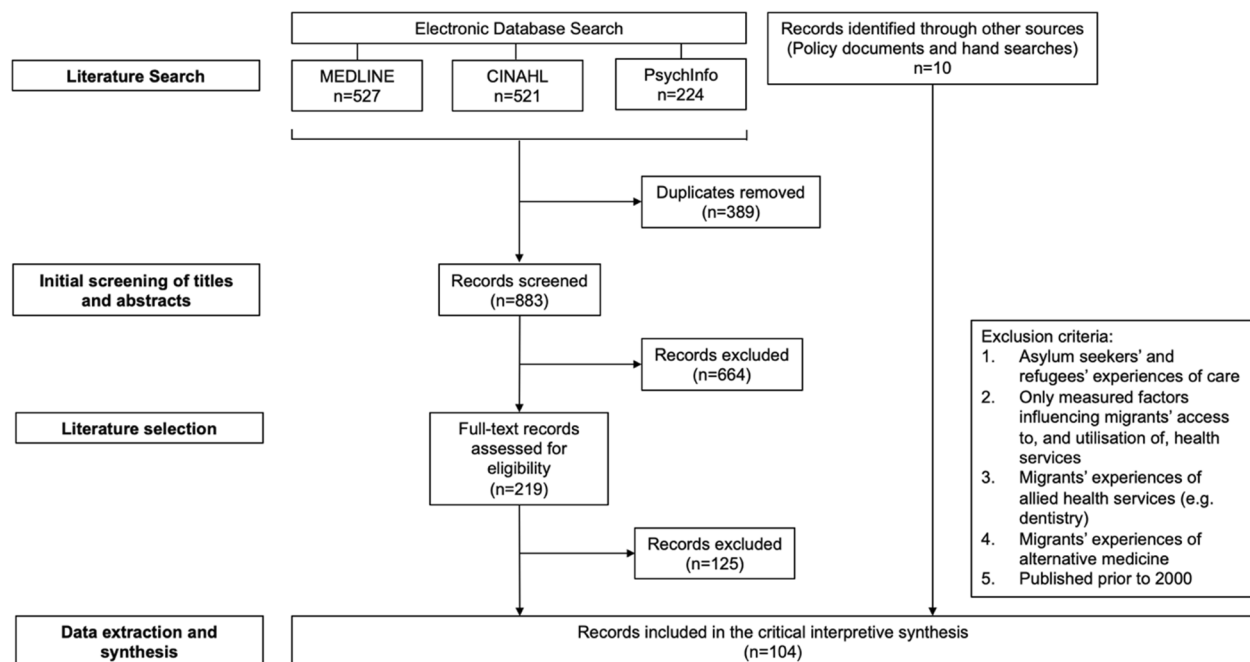 Electronic Database Search
Records identified through other sources
(Policy documents and hand searches)
n=10
Literature Search
MEDLINE
n=527
CINAHL
n=521
PsychInfo
n=224
Duplicates removed
(n=389)
Initial screening of titles
and abstracts
Records screened
(n=883)
Records excluded
(n=664)
Exclusion criteria:
1. Asylum seekers’ and
refugees’ experiences of care
2. Only measured factors
influencing migrants’ access
to, and utilisation of, health
services
3. Migrants’ experiences of
allied health services (e.g.
dentistry)
4. Migrants’ experiences of
alternative medicine
5. Published prior to 2000
Literature selection
Full-text records
assessed for
eligibility
(n=219)
Records excluded
(n=125)
Data extraction and
synthesis
Records included in the critical interpretive synthesis
(n=104)